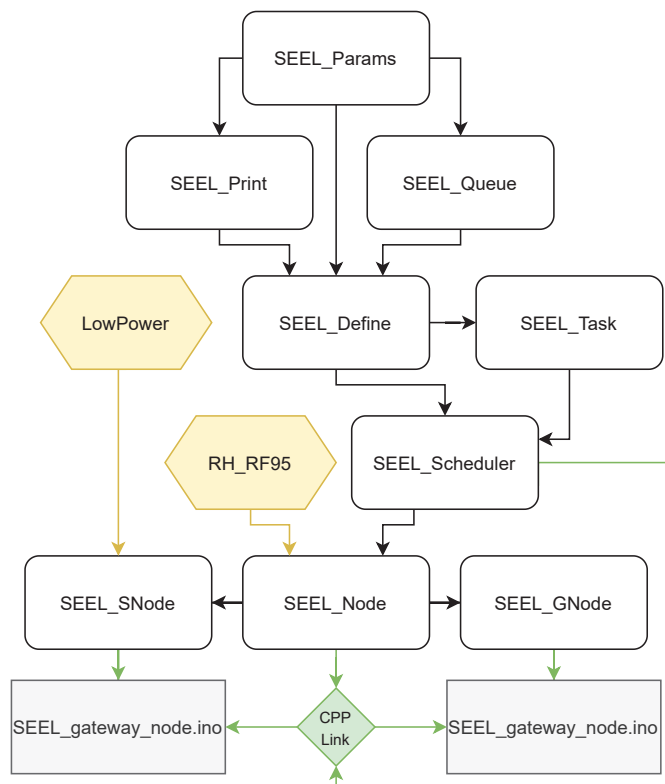 SEEL_Params
SEEL_Print
SEEL_Queue
LowPower
SEEL_Define
SEEL_Task
RH_RF95
SEEL_Scheduler
SEEL_SNode
SEEL_Node
SEEL_GNode
SEEL_gateway_node.ino
CPP
Link
SEEL_gateway_node.ino